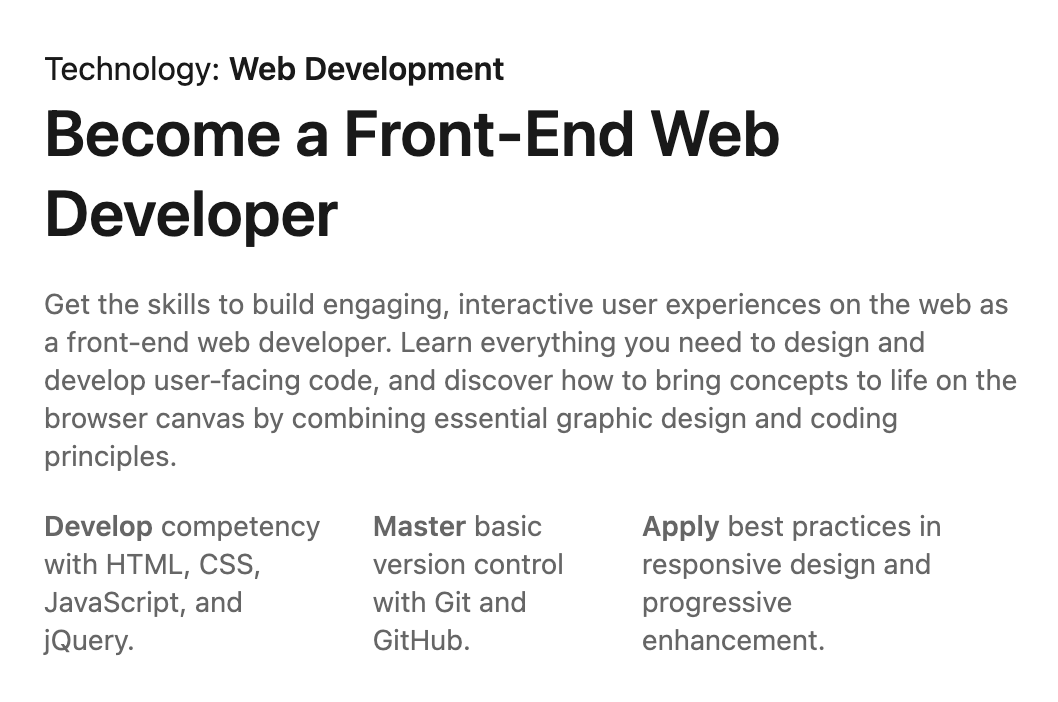 Technology: Web Development
Become a Front-End Web
Developer
Get the skills to build engaging, interactive user experiences on the web as
a front-end web developer. Learn everything you need to design and
develop user-facing code, and discover how to bring concepts to life on the
browser canvas by combining essential graphic design and coding
principles.
Develop competency
with HTML, CSS,
JavaScript, and
jQuery.
Master basic
version control
with Git and
GitHub.
Apply best practices in
responsive design and
progressive
enhancement.